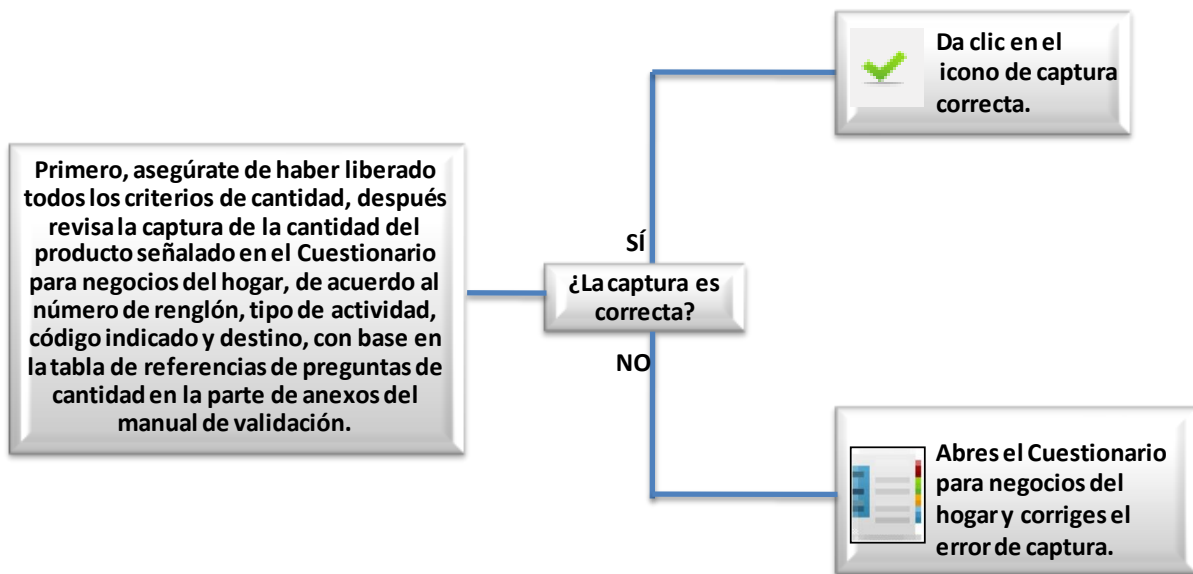 Primero, asegúrate de haber liberado
todos los criterios de cantidad, después
revisa la captura de la cantidad del
producto señalado en el Cuestionario
para negocios del hogar, de acuerdo al
número de renglón, tipo de actividad,
código indicado y destino, con base en
la tabla de referencias de preguntas de
cantidad en la parte de anexos del
manual de validación.
¿La captura es
correcta?
SÍ
Da clic en el
icono de captura
correcta.
NO
Abres el Cuestionario
para negocios del
hogar y corriges el
error de captura.